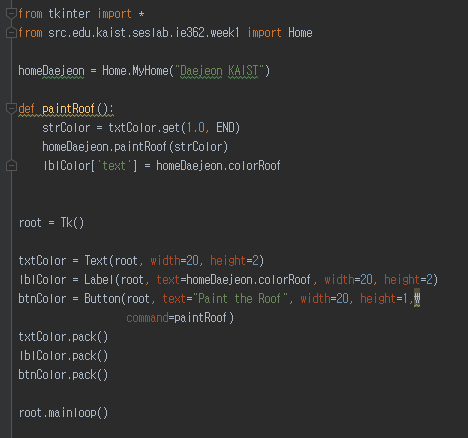 from tkinter import *
from src.edu.kaist.seslab.ie362.week1 import Home
homeDaejeon = Home.MyHome("Daejeon KAIST")
def paintRoof():
    strColor = txtColor.get(1.0, END)
    homeDaejeon.paintRoof(strColor)
    lblColor['text'] = homeDaejeon.colorRoof
root = Tk()
txtColor = Text(root, width=20, height=2)
lblColor = Label(root, text=homeDaejeon.colorRoof, width=20, height=2)
btnColor = Button(root, text="Paint the Roof", width=20, height=1,₩
                  command=paintRoof)
txtColor.pack()
lblColor.pack()
btnColor.pack()
root.mainloop()